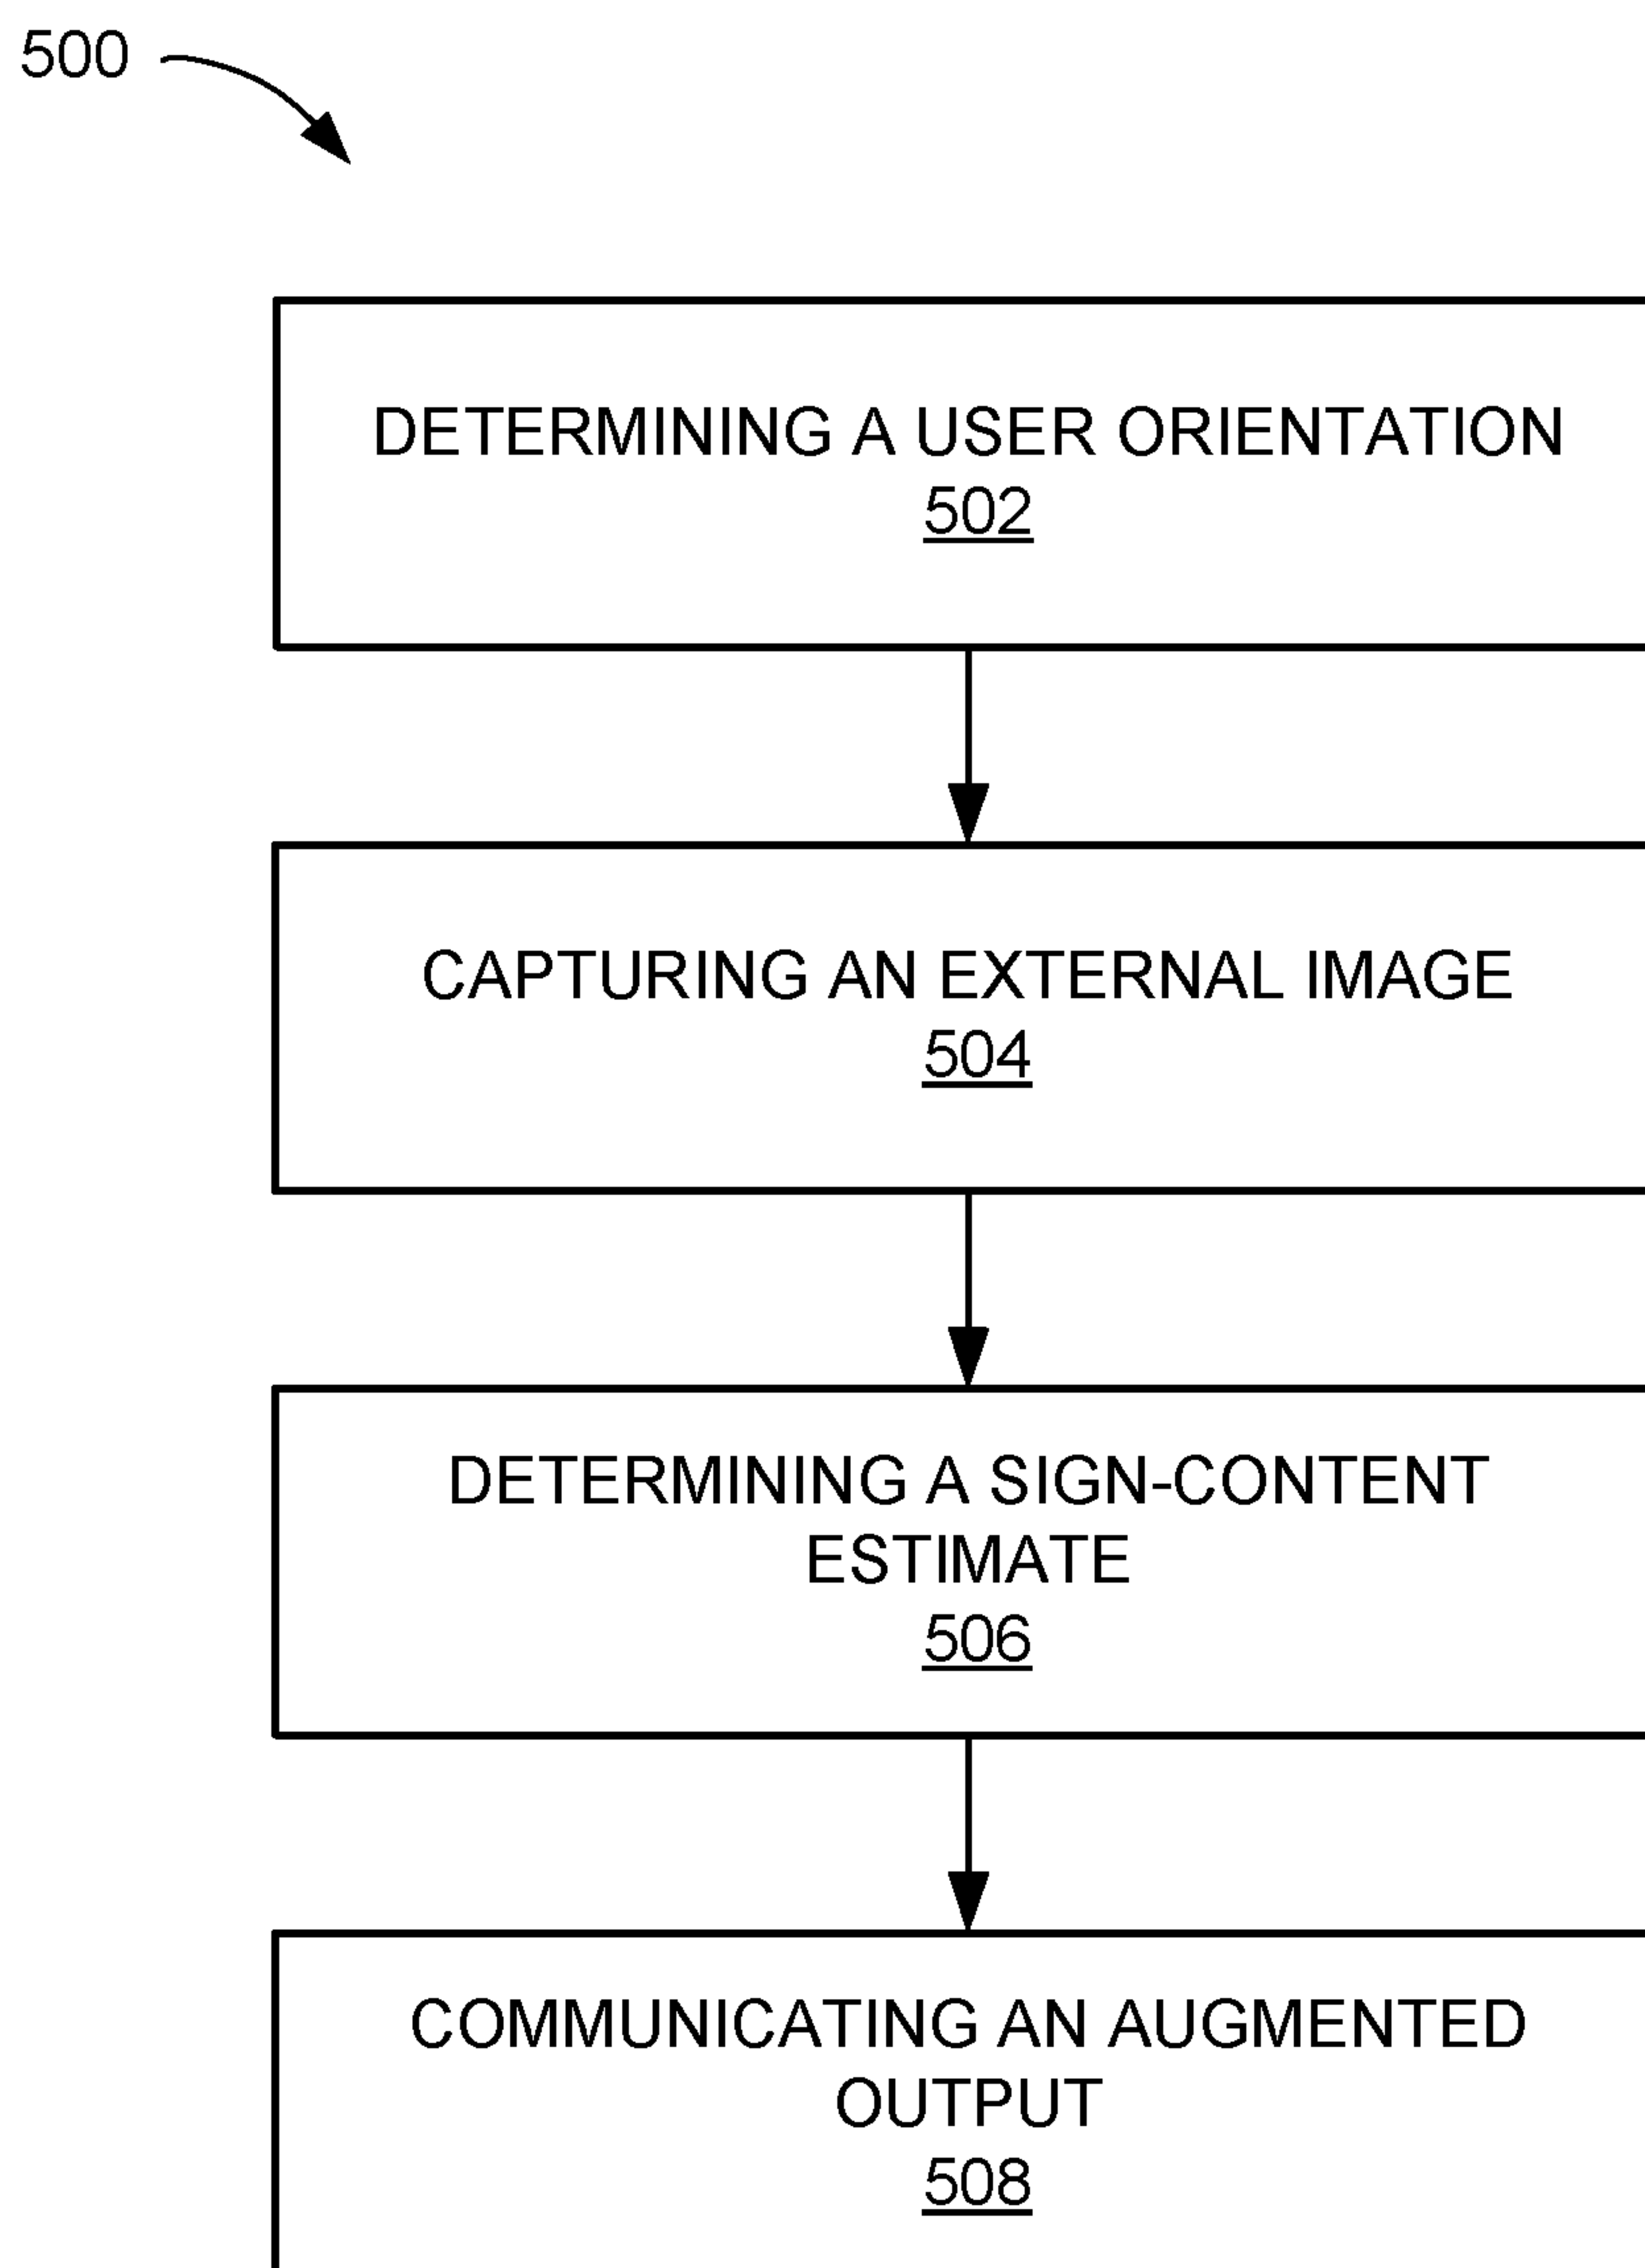 500
DETERMINING A USER ORIENTATION
502
CAPTURING AN EXTERNAL IMAGE
504
DETERMINING A SIGN-CONTENT
ESTIMATE
506
COMMUNICATING AN AUGMENTED
OUTPUT
508